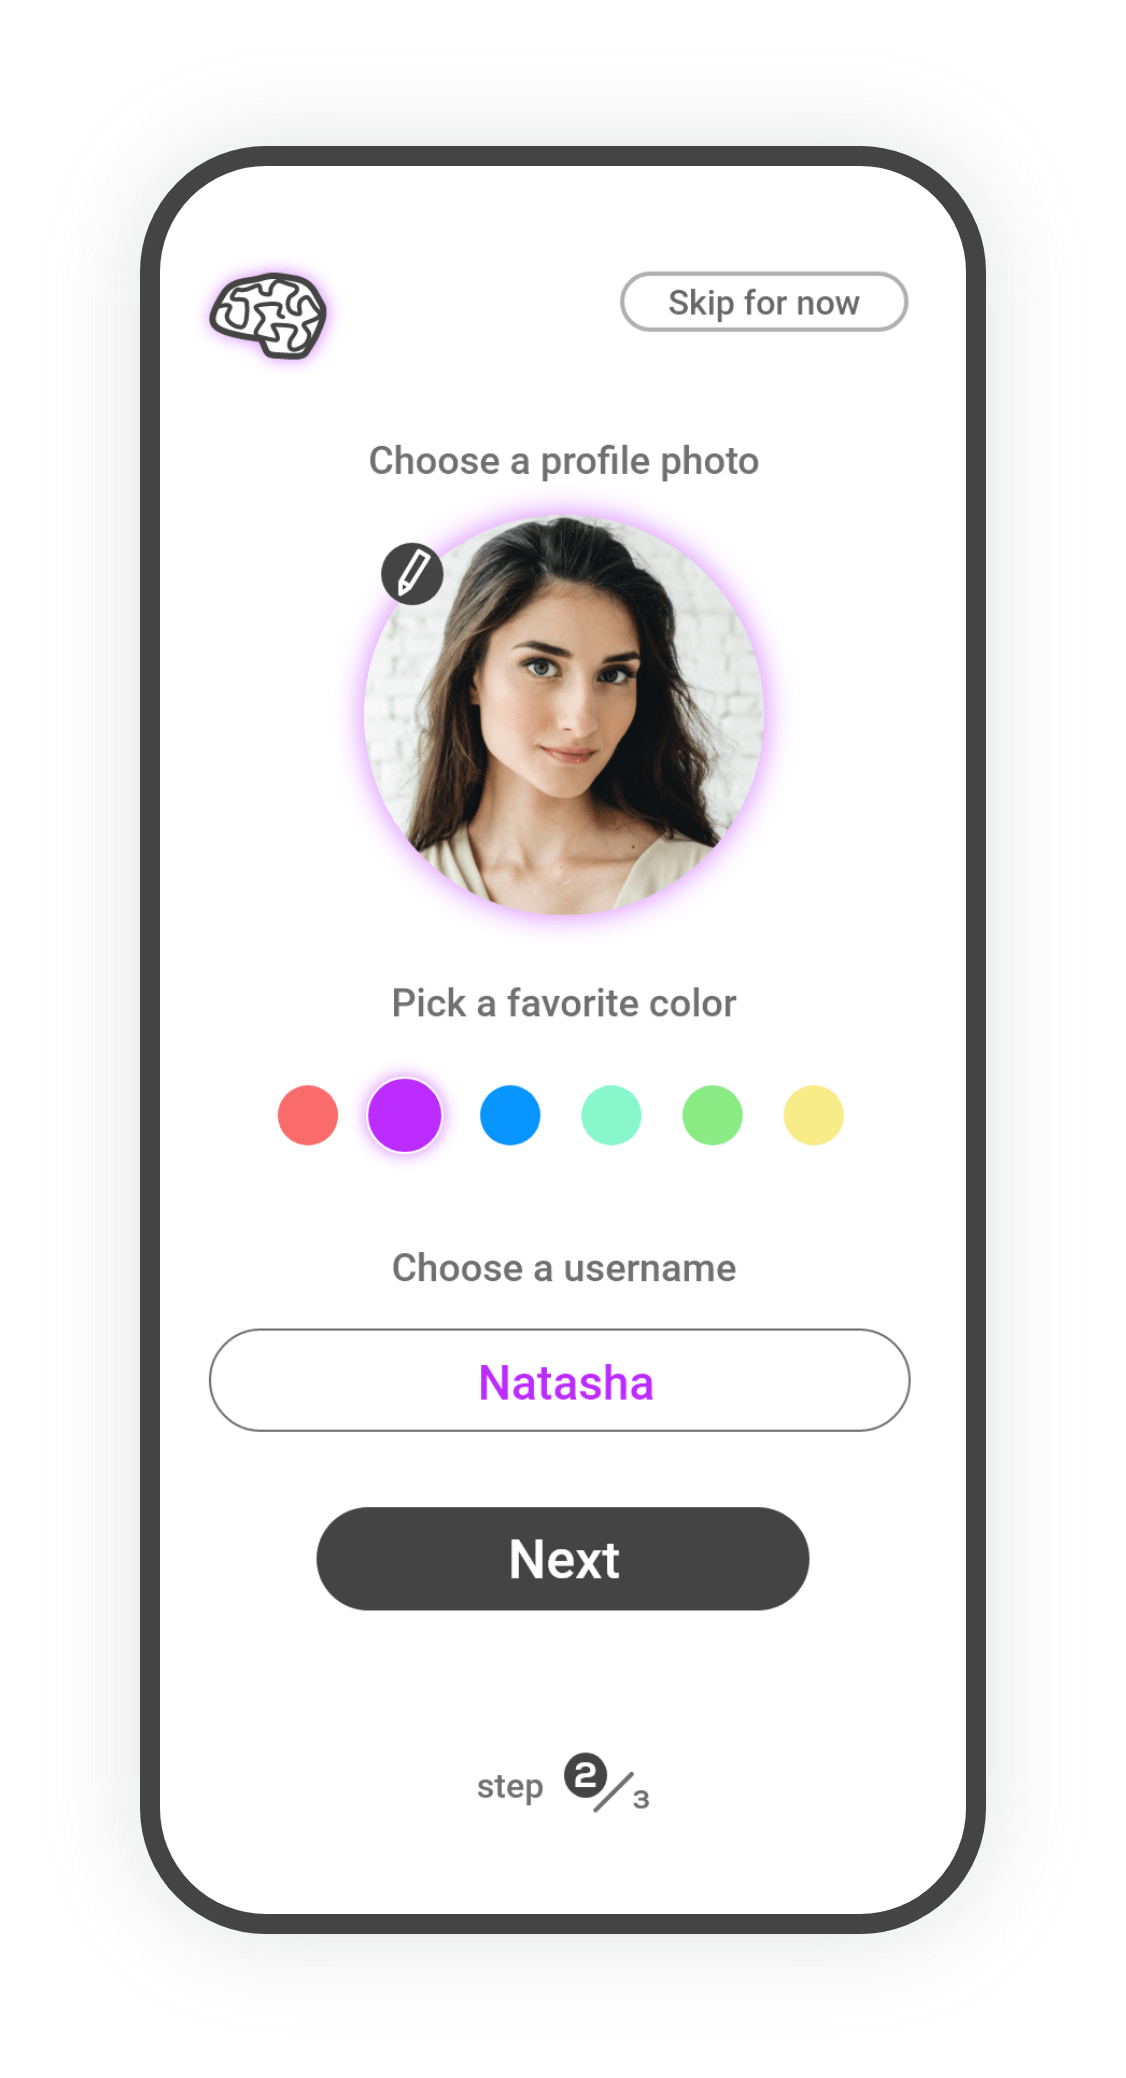 Skip for now
Choose a profile photo
Pick a favorite color
Choose a username
Natasha
Next
step 2/3